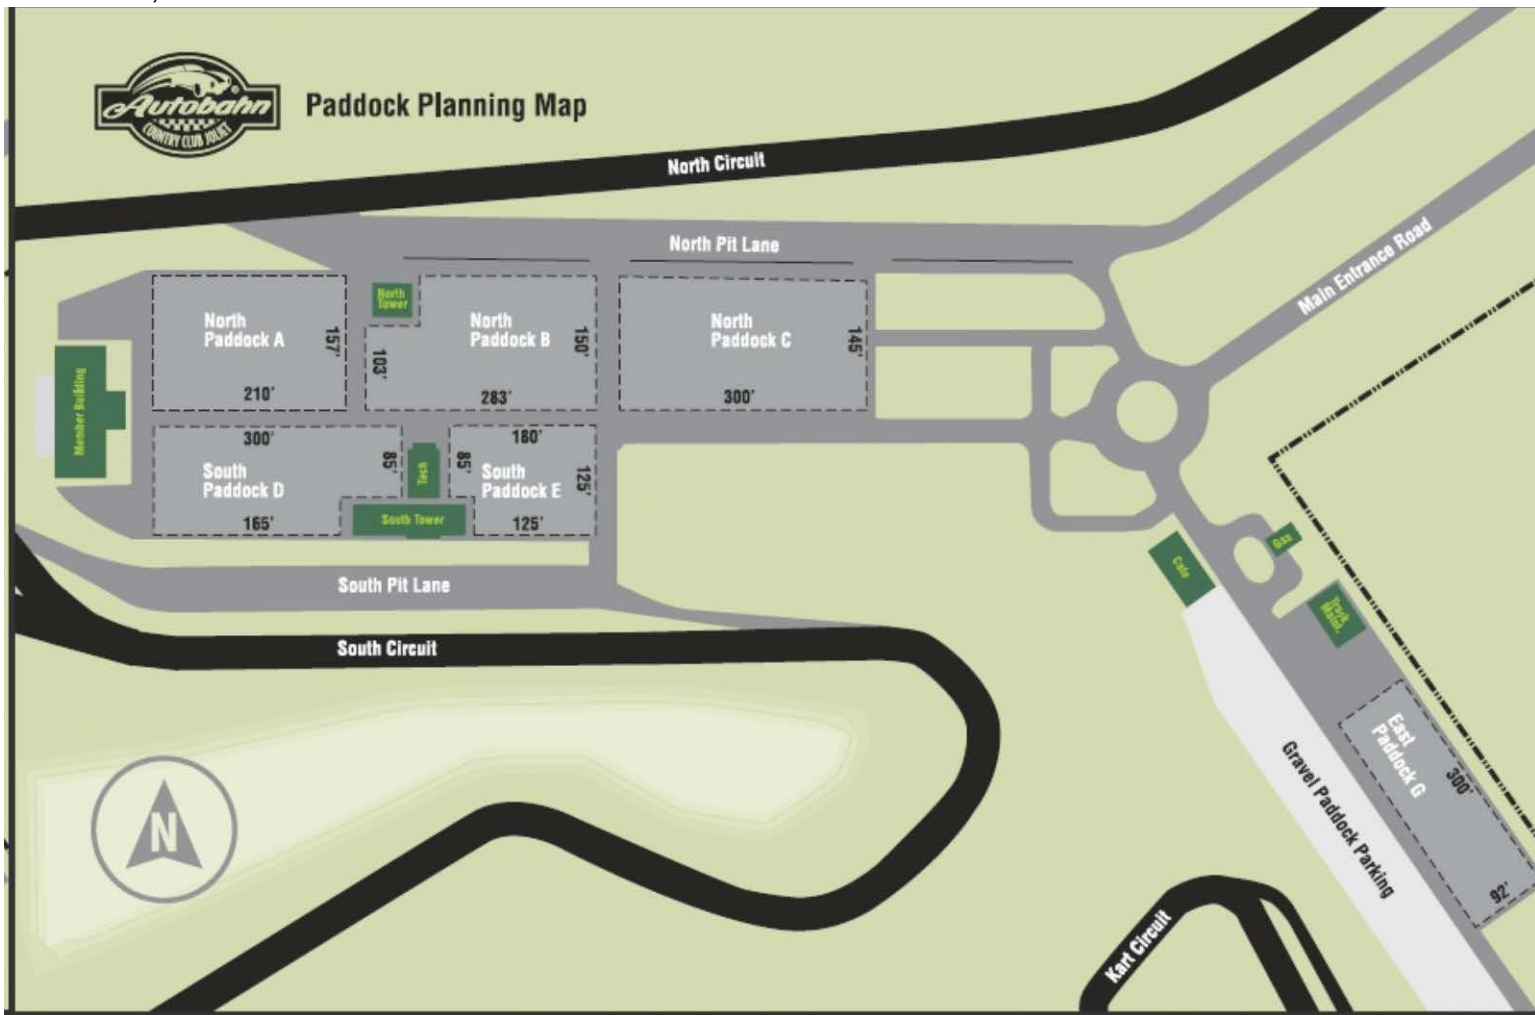 Autobahn
COUNTRY CLUB JOLIET
®
Paddock Planning Map
North Circuit
North Pit Lane
Main Entrance Road
North
Tower
North
Paddock A
157'
210'
North
Paddock B
103'
150'
283'
North
Paddock C
145'
300'
Member Building
300'
South
Paddock D
85'
165'
Tech
South Tower
180'
85'
South
Paddock E
125'
125'
South Pit Lane
South Circuit
Gas
Cafe
Track
Maint.
East
Paddock G
300'
92'
Gravel Paddock Parking
Kart Circuit
N